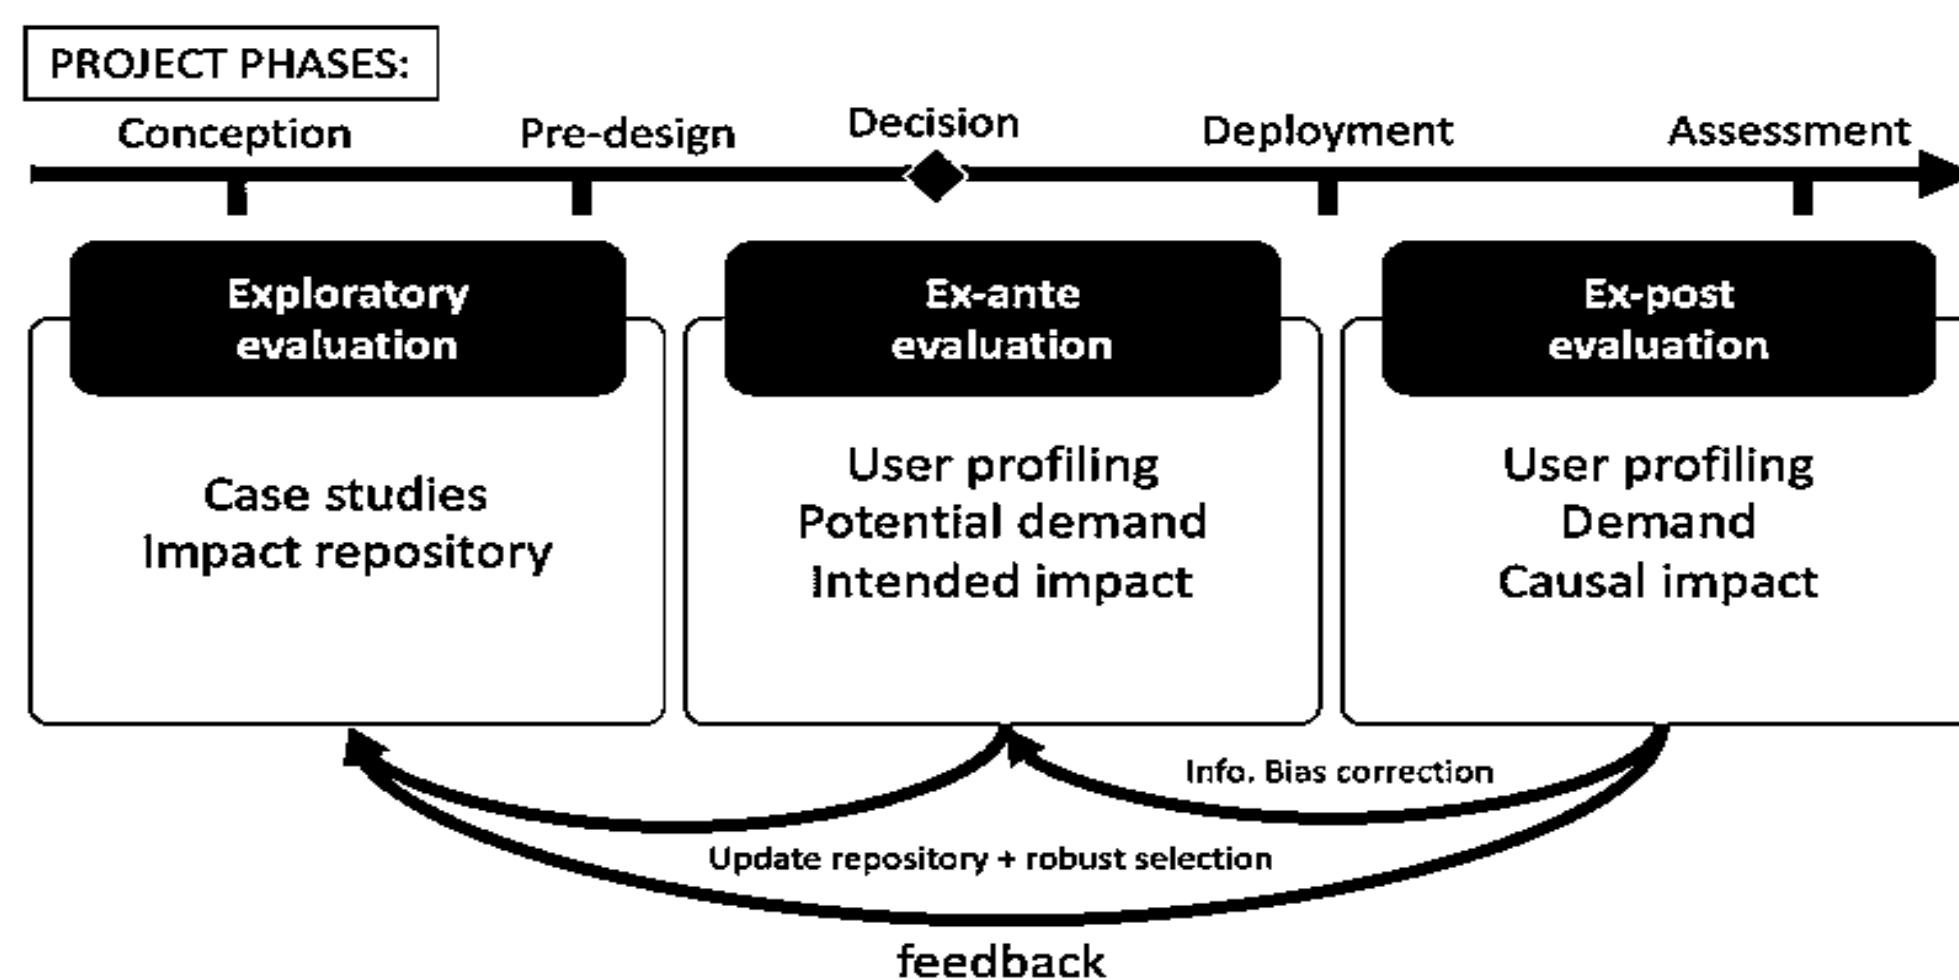 PROJECT PHASES:
Conception
Pre-design
Decision
Deployment
Assessment
Exploratory
evaluation
Case studies
Impact repository
Ex-ante
evaluation
User profiling
Potential demand
Intended impact
Ex-post
evaluation
User profiling
Demand
Causal impact
Info. Bias correction
Update repository + robust selection
feedback